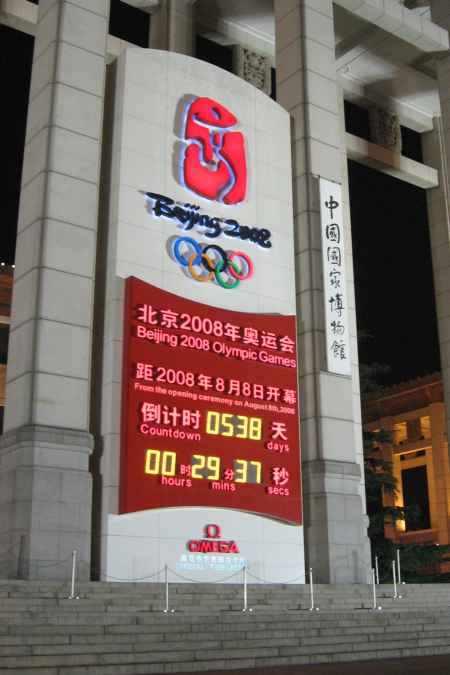 Beijing 2008
北京2008年奥运会
Beijing 2008 Olympic Games
距2008年8月8日开幕
From the opening ceremony on August 8th, 2008
倒计时 0538 天
Countdown days
00 时 29 分 37 秒
hours mins secs
Ω
OMEGA
中國國家博物館